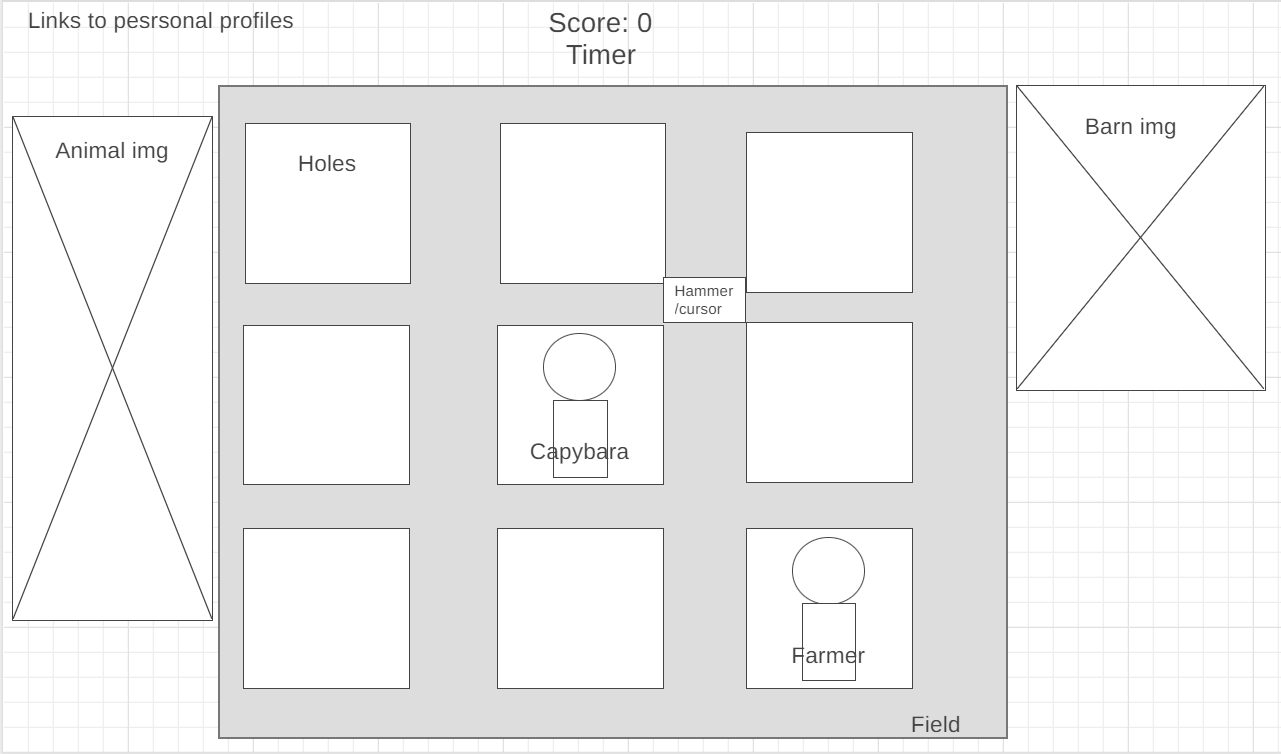 Links to pesrsonal profiles
Score: 0
Timer
Animal img
Holes
Barn img
Hammer
/cursor
Capybara
Farmer
Field